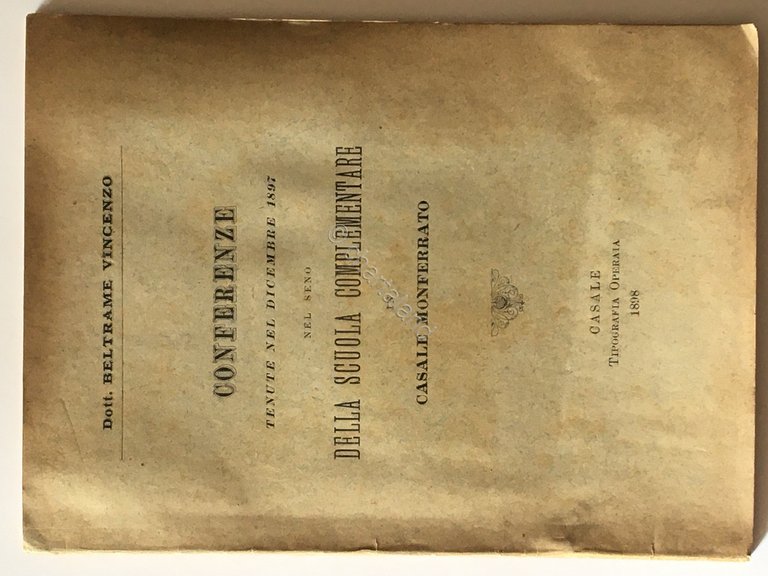 Dott. BELTRAME VINCENZO
CONFERENZE
TENUTE NEL DICEMBRE 1897
NEL SENO
DELLA SCUOLA COMPLEMENTARE
DI
CASALE MONFERRATO
CASALE
TIPOGRAFIA OPERAIA
1898